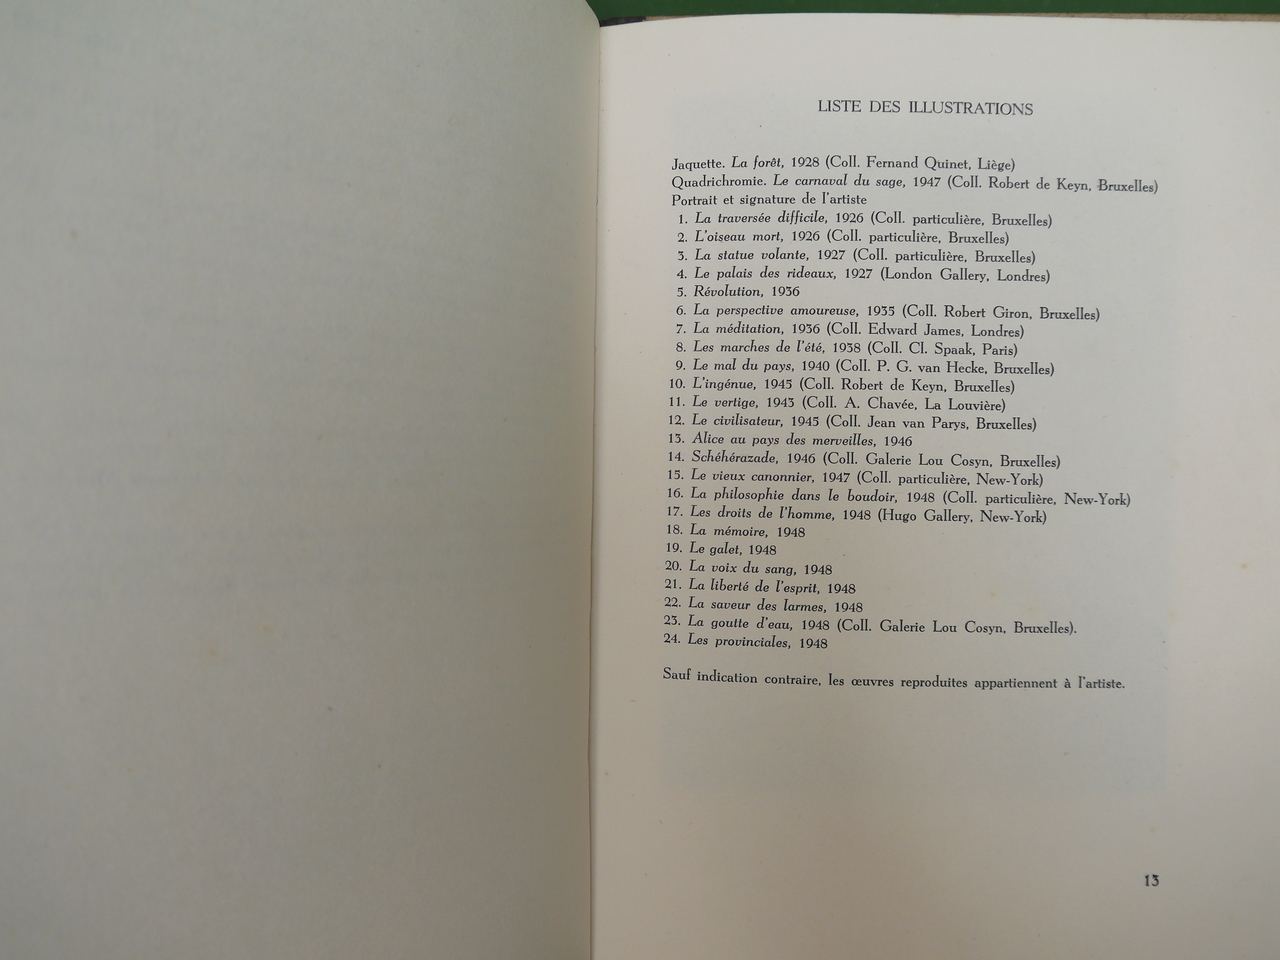 LISTE DES ILLUSTRATIONS
Jaquette. La forêt, 1928 (Coll. Fernand Quinet, Liège)
Quadrichromie. Le carnaval du sage, 1947 (Coll. Robert de Keyn, Bruxelles)
Portrait et signature de l'artiste
1. La traversée difficile, 1926 (Coll. particulière, Bruxelles)
2. L'oiseau mort, 1926 (Coll. particulière, Bruxelles)
3. La statue volante, 1927 (Coll. particulière, Bruxelles)
4. Le palais des rideaux, 1927 (London Gallery, Londres)
5. Révolution, 1936
6. La perspective amoureuse, 1935 (Coll. Robert Giron, Bruxelles)
7. La méditation, 1936 (Coll. Edward James, Londres)
8. Les marches de l'été, 1938 (Coll. Cl. Spaak, Paris)
9. Le mal du pays, 1940 (Coll. P. G. van Hecke, Bruxelles)
10. L'ingénue, 1945 (Coll. Robert de Keyn, Bruxelles)
11. Le vertige, 1943 (Coll. A. Chavée, La Louvière)
12. Le civilisateur, 1945 (Coll. Jean van Parys, Bruxelles)
13. Alice au pays des merveilles, 1946
14. Schéhérazade, 1946 (Coll. Galerie Lou Cosyn, Bruxelles)
15. Le vieux canonnier, 1947 (Coll. particulière, New-York)
16. La philosophie dans le boudoir, 1948 (Coll. particulière, New-York)
17. Les droits de l'homme, 1948 (Hugo Gallery, New-York)
18. La mémoire, 1948
19. Le galet, 1948
20. La voix du sang, 1948
21. La liberté de l'esprit, 1948
22. La saveur des larmes, 1948
23. La goutte d'eau, 1948 (Coll. Galerie Lou Cosyn, Bruxelles).
24. Les provinciales, 1948
Sauf indication contraire, les œuvres reproduites appartiennent à l'artiste.
13